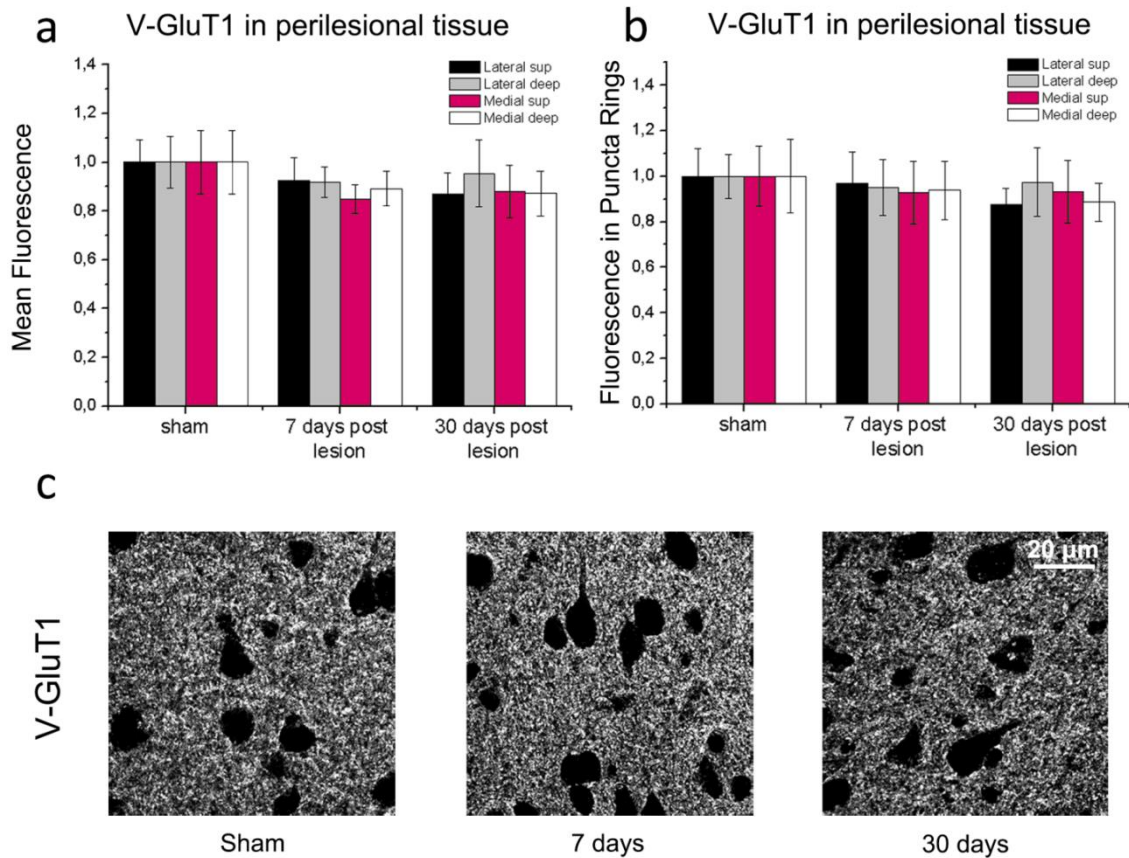 a
V-GluT1 in perilesional tissue
Mean Fluorescence
1,4
1,2
1,0
0,8
0,6
0,4
0,2
0,0
Lateral sup
Lateral deep
Medial sup
Medial deep
sham
7 days post
lesion
30 days post
lesion
b
V-GluT1 in perilesional tissue
Fluorescence in Puncta Rings
1,4
1,2
1,0
0,8
0,6
0,4
0,2
0,0
Lateral sup
Lateral deep
Medial sup
Medial deep
sham
7 days post
lesion
30 days post
lesion
c
V-GluT1
20 µm
Sham
7 days
30 days